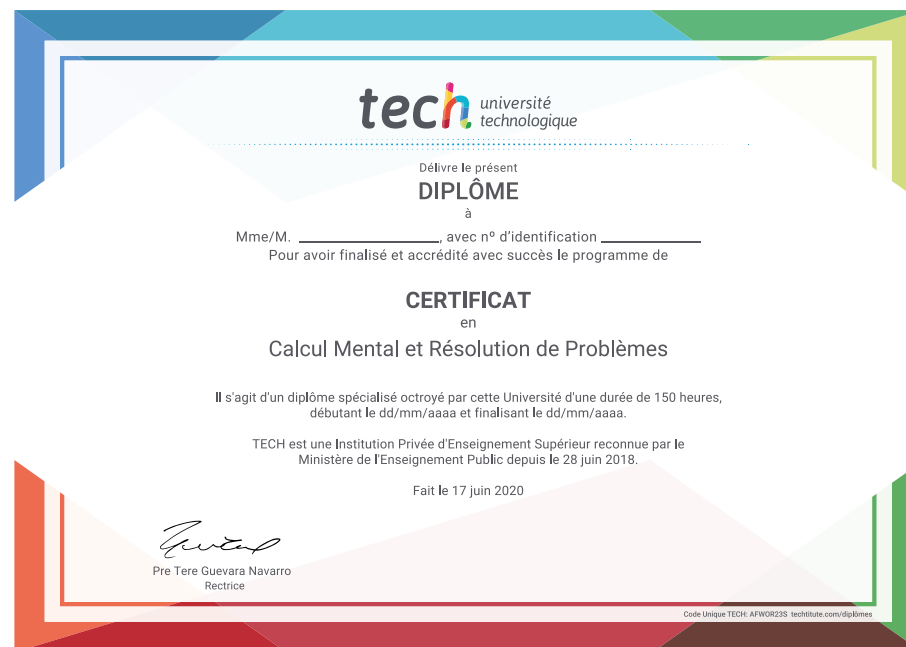 tech université
technologique
Délivre le présent
DIPLÔME
à
Mme/M. ____________________, avec nº d'identification ______________
Pour avoir finalisé et accrédité avec succès le programme de
CERTIFICAT
en
Calcul Mental et Résolution de Problèmes
Il s'agit d'un diplôme spécialisé octroyé par cette Université d'une durée de 150 heures,
débutant le dd/mm/aaaa et finalisant le dd/mm/aaaa.
TECH est une Institution Privée d'Enseignement Supérieur reconnue par le
Ministère de l'Enseignement Public depuis le 28 juin 2018.
Fait le 17 juin 2020
Pre Tere Guevara Navarro
Rectrice
Code Unique TECH: AFWOR23S techtitute.com/diplômes